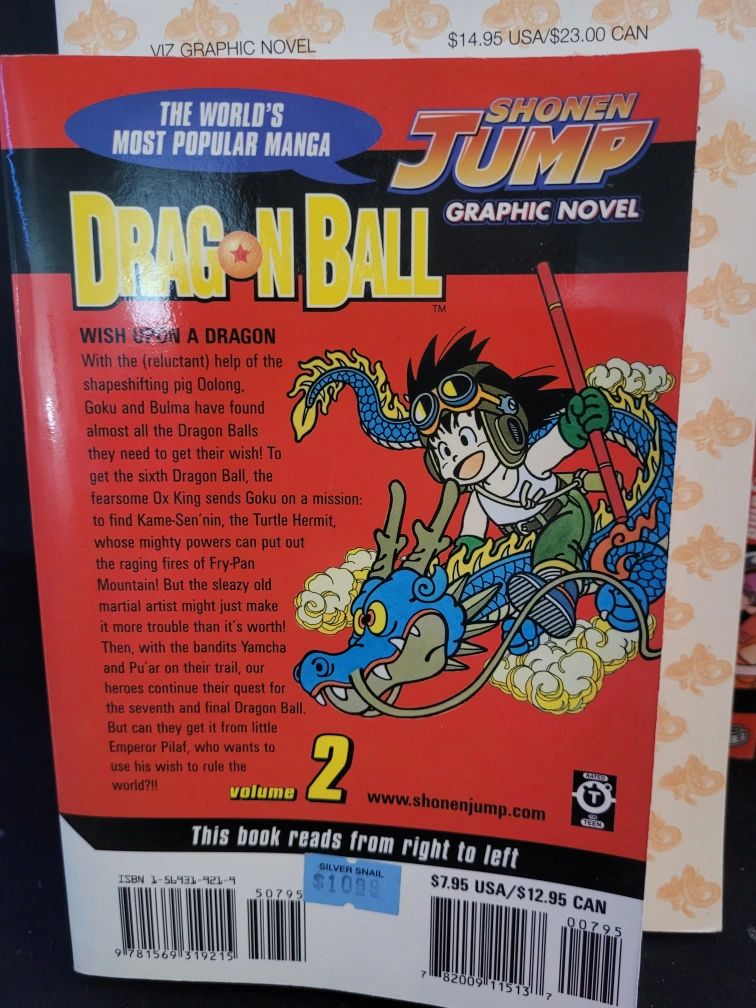 VIZ GRAPHIC NOVEL
$14.95 USA/$23.00 CAN
THE WORLD'S
MOST POPULAR MANGA
SHONEN
JUMP
GRAPHIC NOVEL
DRAGON BALL
TM
WISH UPON A DRAGON
With the (reluctant) help of the
shapeshifting pig Oolong,
Goku and Bulma have found
almost all the Dragon Balls
they need to get their wish! To
get the sixth Dragon Ball, the
fearsome Ox King sends Goku on a mission:
to find Kame-Sen'nin, the Turtle Hermit,
whose mighty powers can put out
the raging fires of Fry-Pan
Mountain! But the sleazy old
martial artist might just make
it more trouble than it's worth!
Then, with the bandits Yamcha
and Pu'ar on their trail, our
heroes continue their quest for
the seventh and final Dragon Ball.
But can they get it from little
Emperor Pilaf, who wants to
use his wish to rule the
world?!!
volume 2
www.shonenjump.com
RATED
T
TEEN
This book reads from right to left
ISBN 1-56931-921-9
50795
9 781569 319215
SILVER SNAIL
$10.99
$7.95 USA/$12.95 CAN
00795
7 82009 11513 7